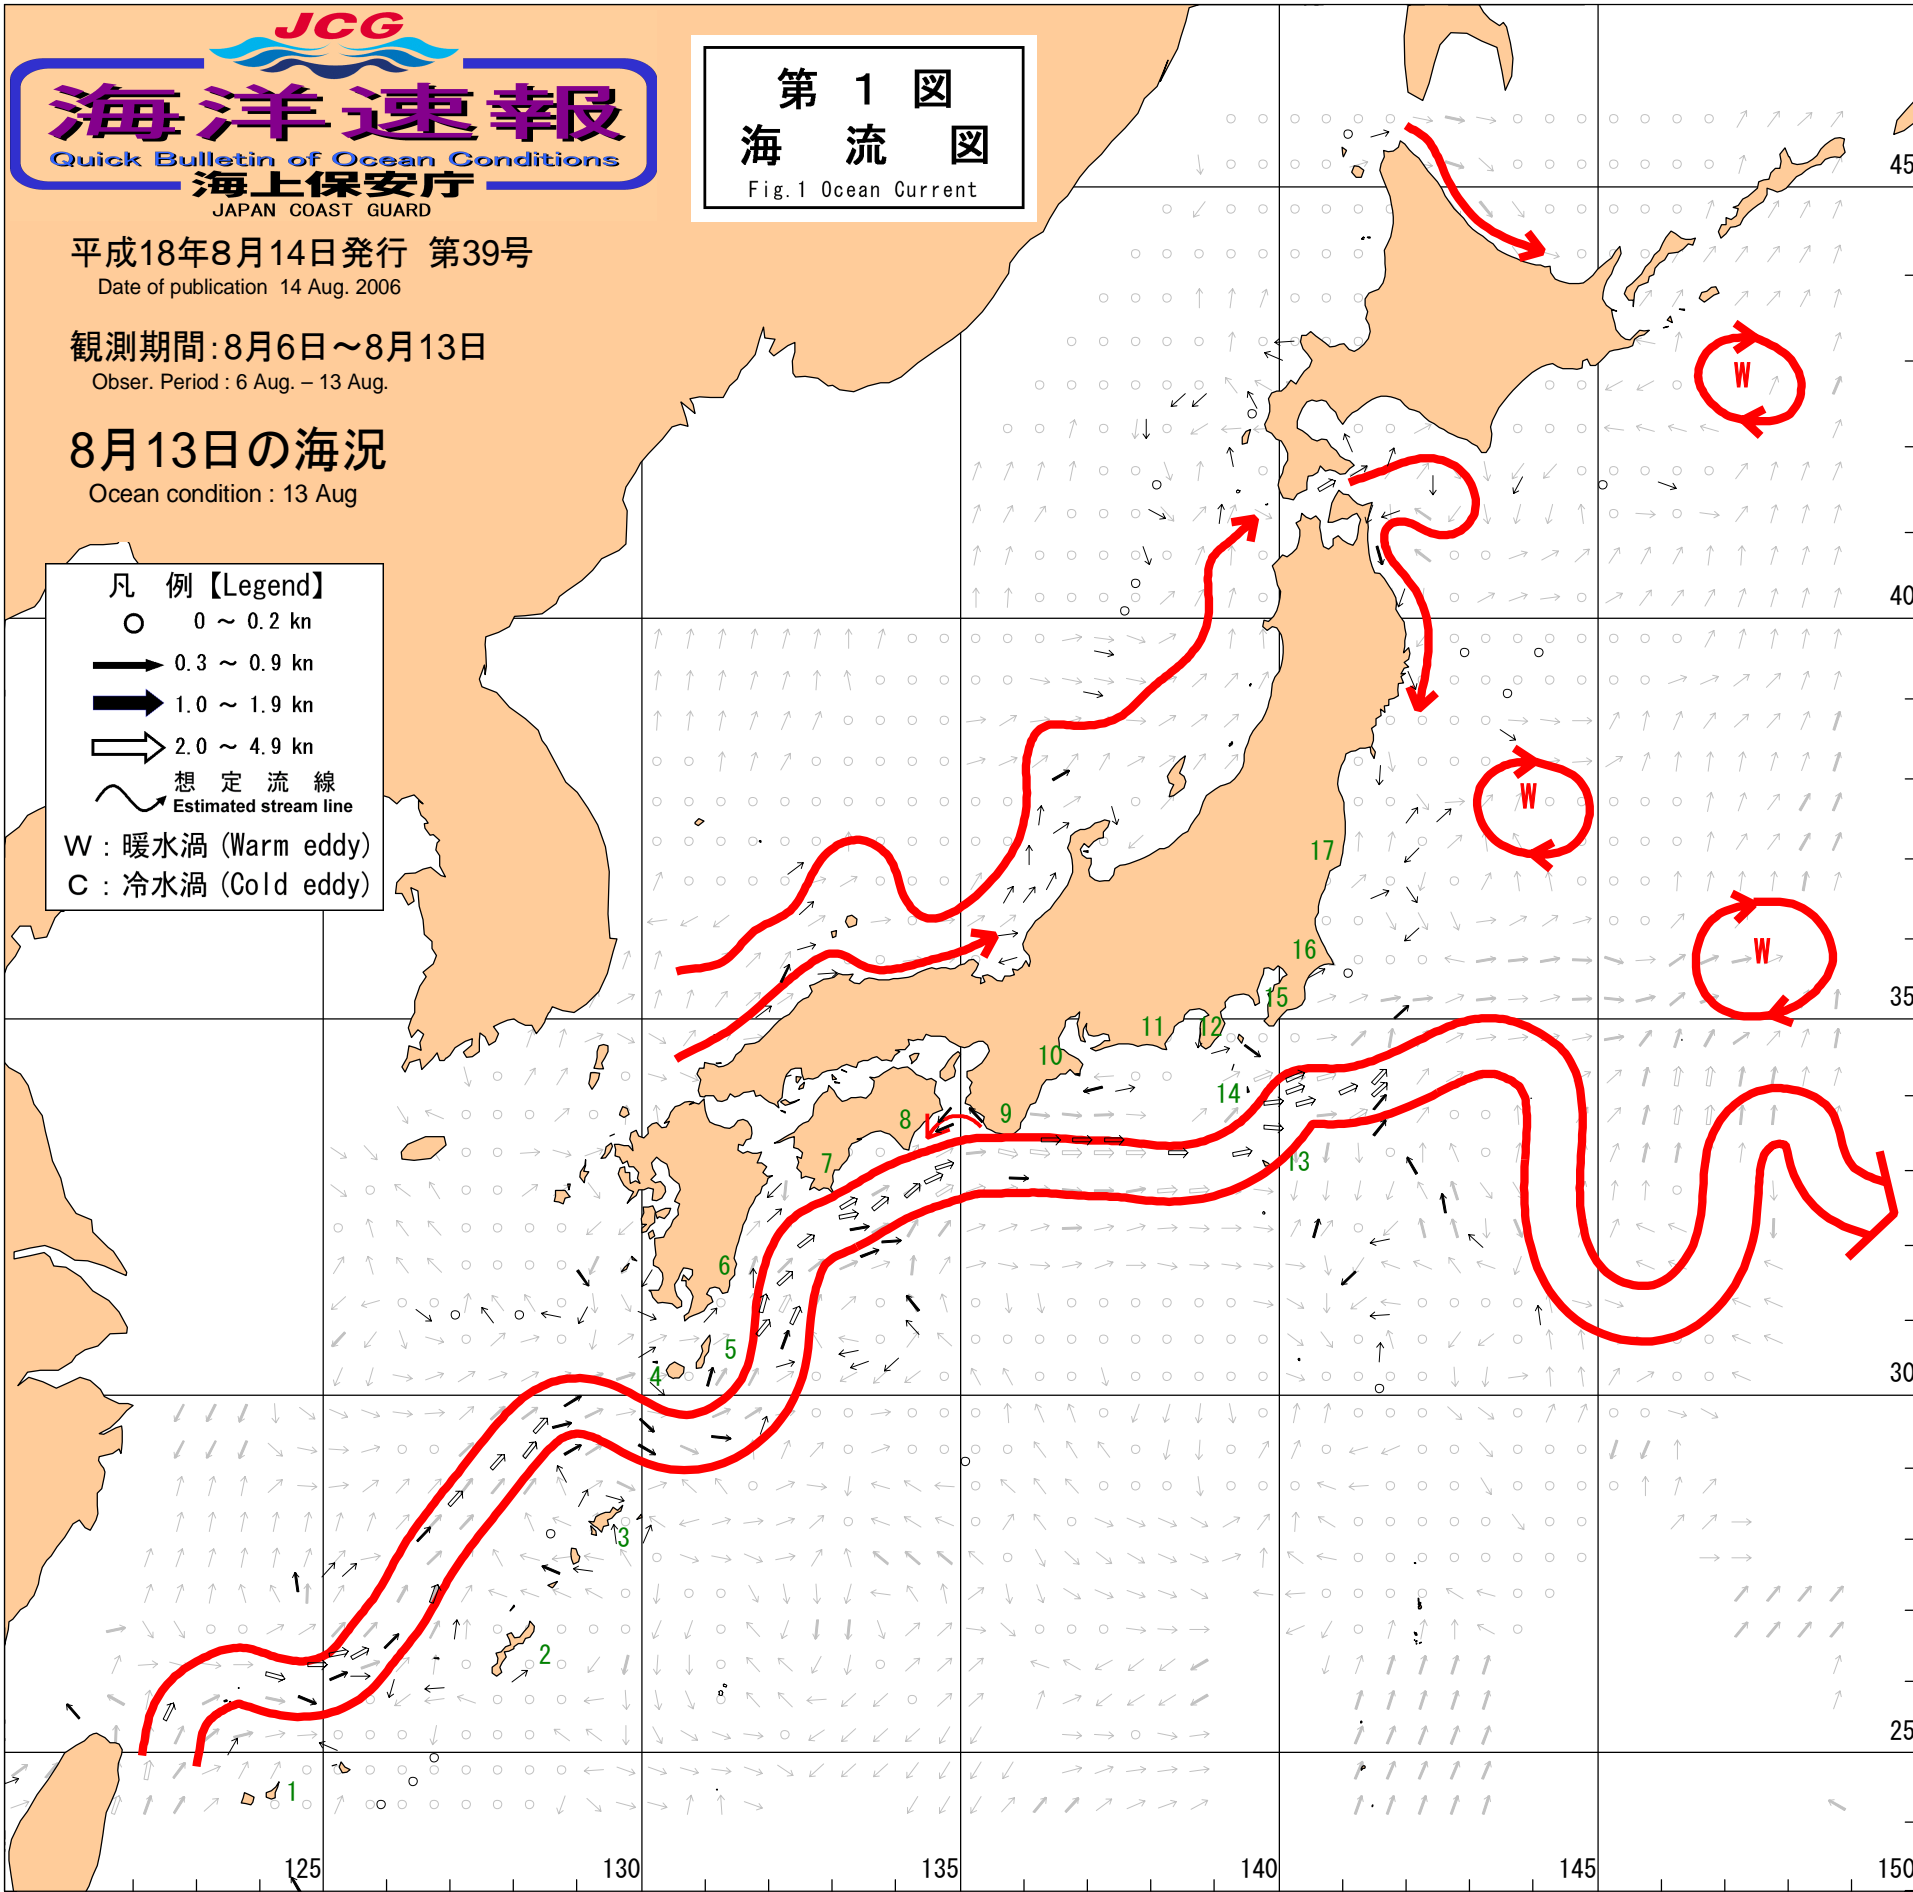 JCG
海洋速報
Quick Bulletin of Ocean Conditions
海上保安庁
JAPAN COAST GUARD
第 1 図
海 流 図
Fig.1 Ocean Current
平成18年8月14日発行 第39号
Date of publication 14 Aug. 2006
観測期間:8月6日～8月13日
Obser. Period : 6 Aug. – 13 Aug.
8月13日の海況
Ocean condition : 13 Aug
凡 例【Legend】
0 ～ 0.2 kn
0.3 ～ 0.9 kn
1.0 ～ 1.9 kn
2.0 ～ 4.9 kn
想 定 流 線
Estimated stream line
W : 暖水渦 (Warm eddy)
C : 冷水渦 (Cold eddy)
45
W
40
W
17
W
16
15
35
11
12
10
14
8
9
7
13
6
5
4
30
3
2
25
1
125
130
135
140
145
150